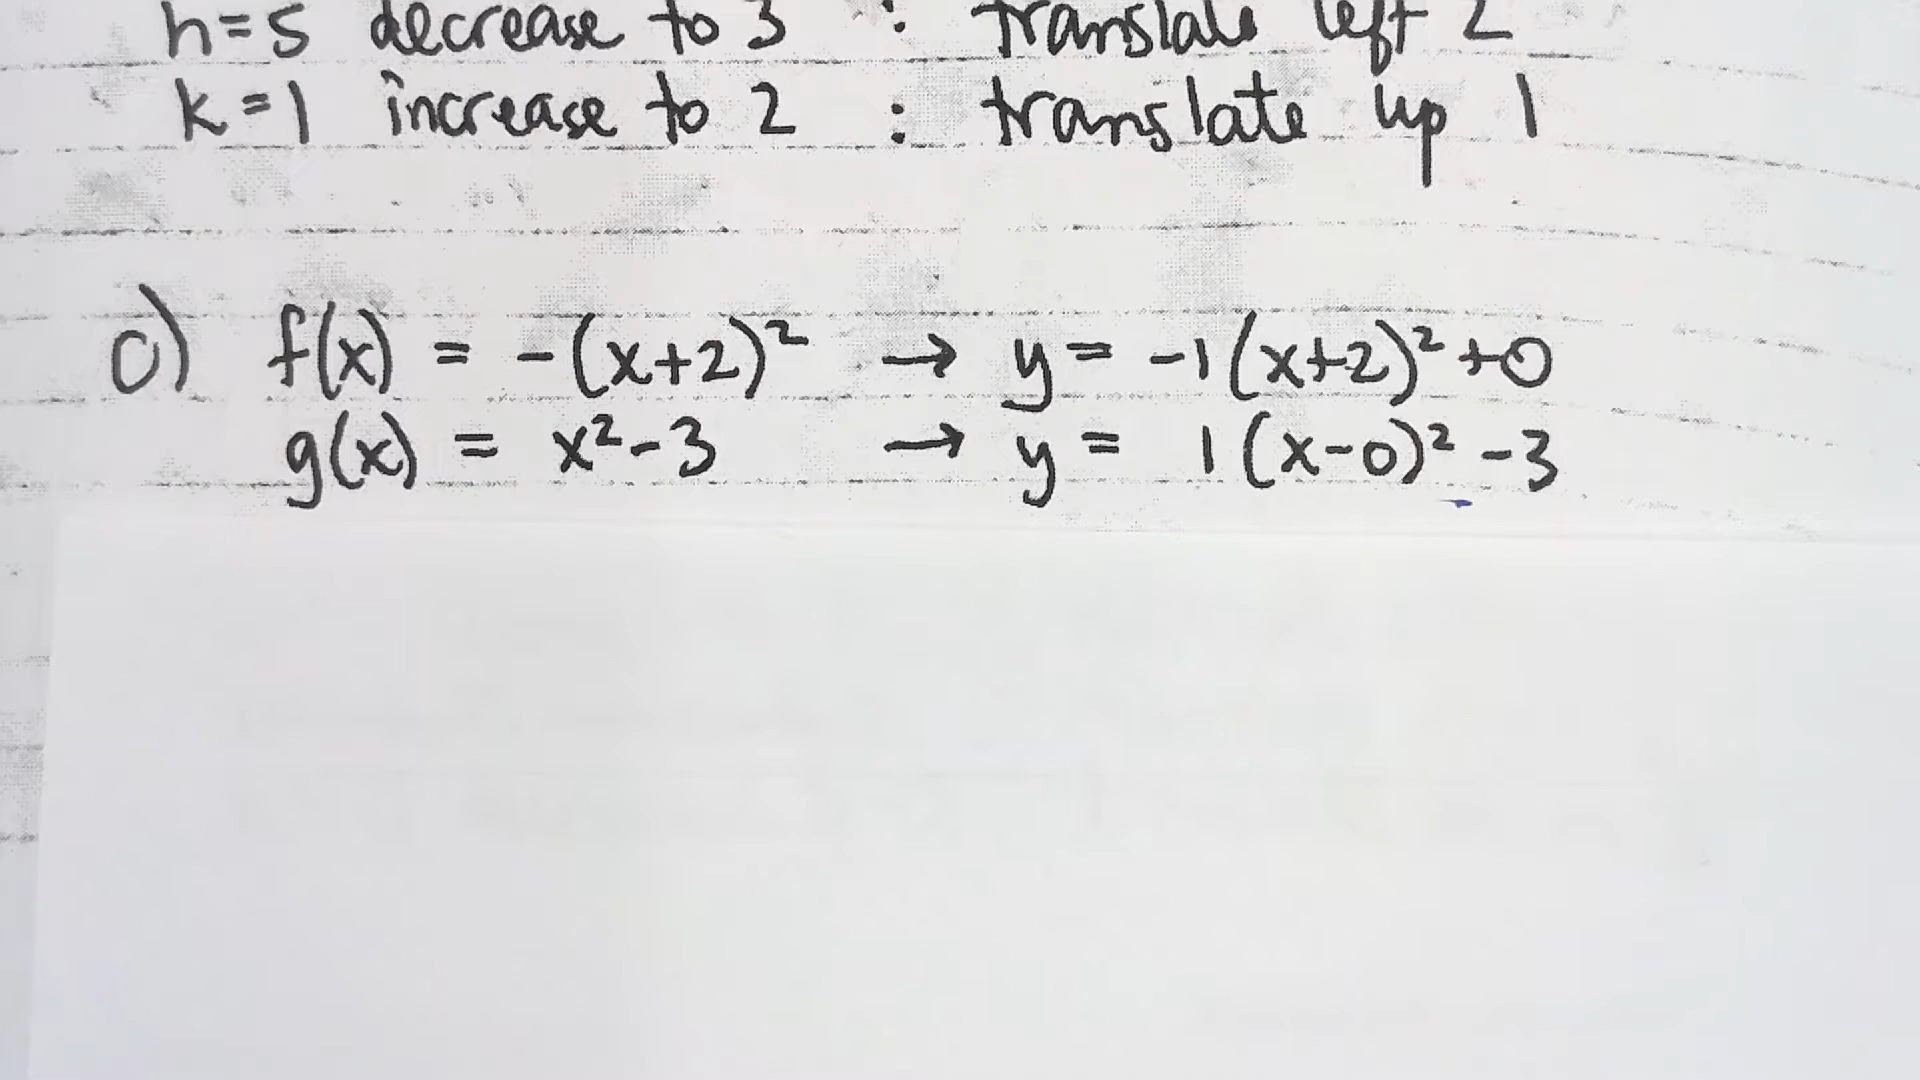 h=5 decrease to 3 : translate left 2
k=1 increase to 2 : translate up 1
c) f(x) = -(x+2)² → y = -1(x+2)²+0
g(x) = x²-3 → y = 1(x-0)²-3